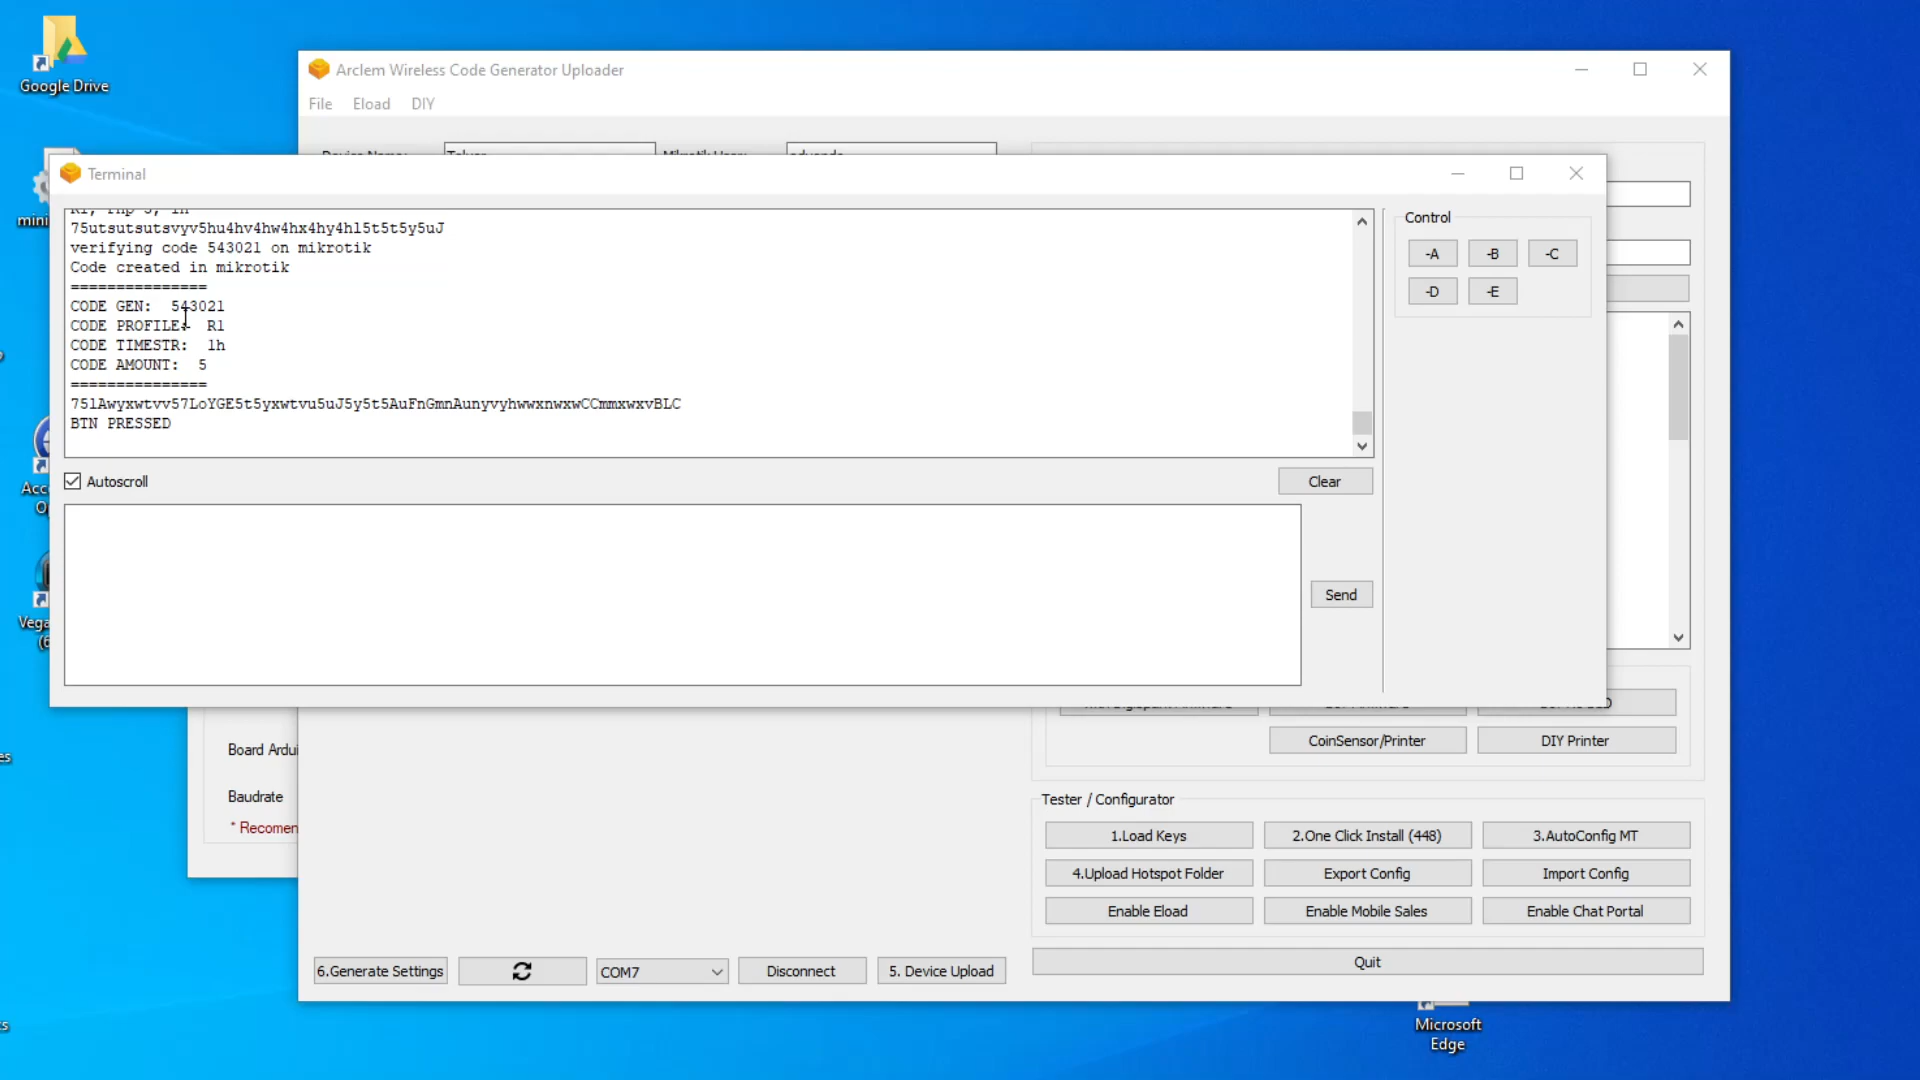 Google Drive
Arclem Wireless Code Generator Uploader
File Eload DIY
Terminal
75utsutsutsvyv5hu4hv4hw4hx4hy4hl5t5t5y5uJ
verifying code 543021 on mikrotik
Code created in mikrotik
===============
CODE GEN: 543021
CODE PROFILE: R1
CODE TIMESTR: 1h
CODE AMOUNT: 5
===============
75lAwyxwtvv57LoYGE5t5yxwtvu5uJ5y5t5AuFnGmnAunyvyhwwxnwxwCCmmxwxvBLC
BTN PRESSED
Autoscroll
Clear
Send
Control
-A -B -C
-D -E
Board Ardui
Baudrate
* Recomen
CoinSensor/Printer DIY Printer
Tester / Configurator
1.Load Keys 2.One Click Install (448) 3.AutoConfig MT
4.Upload Hotspot Folder Export Config Import Config
Enable Eload Enable Mobile Sales Enable Chat Portal
6.Generate Settings COM7 Disconnect 5. Device Upload
Quit
Microsoft
Edge